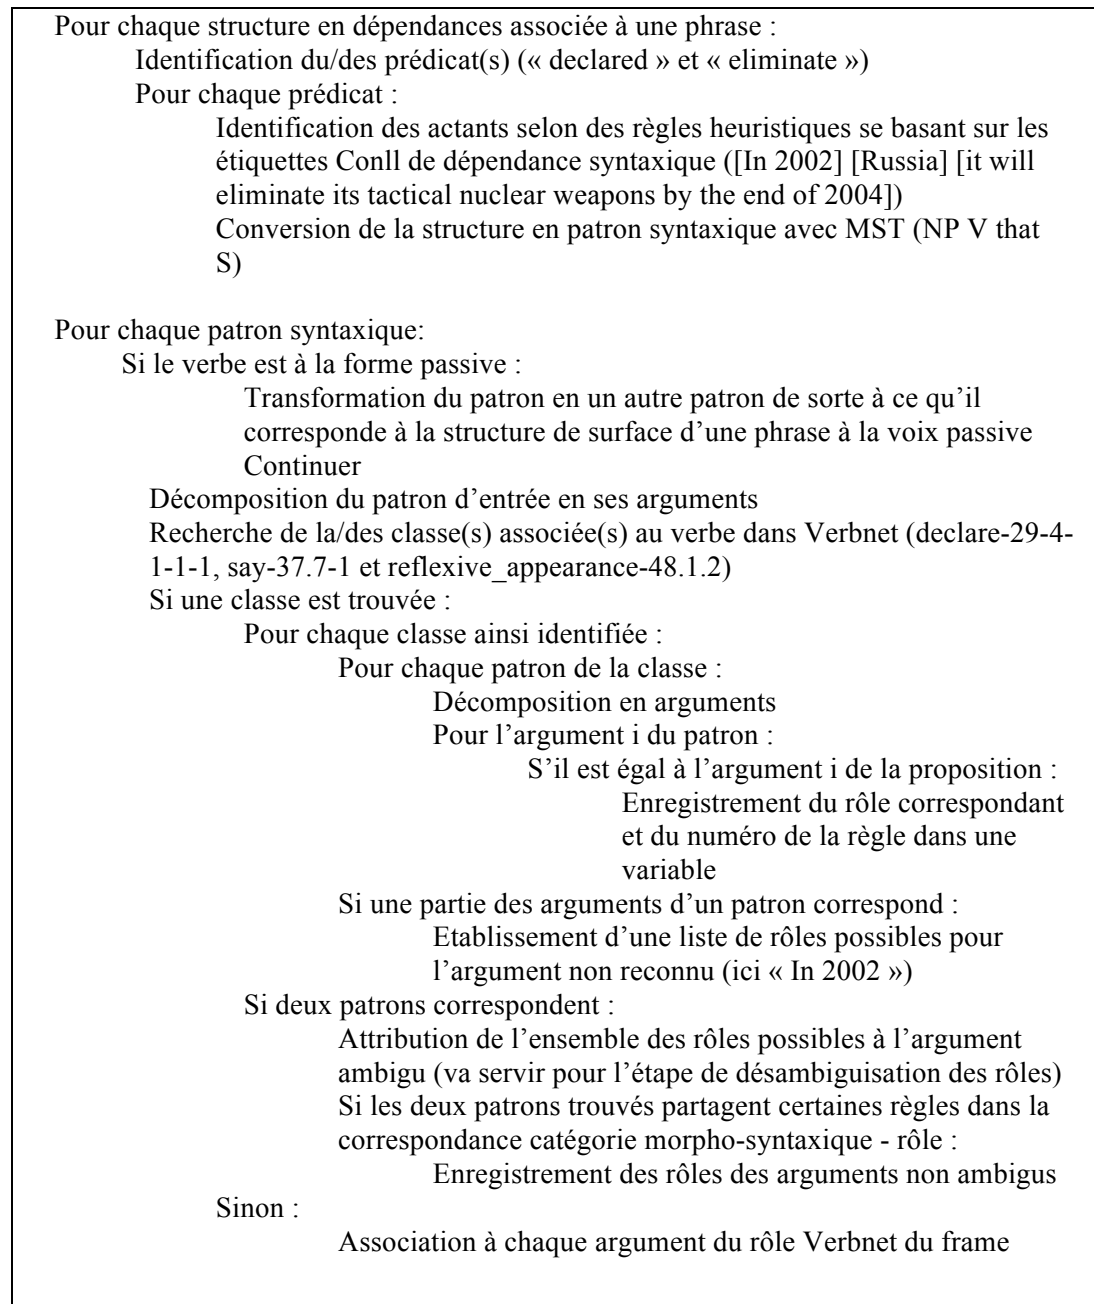 Pour chaque structure en dépendances associée à une phrase :
Identification du/des prédicat(s) (« declared » et « eliminate »)
Pour chaque prédicat :
Identification des actants selon des règles heuristiques se basant sur les
étiquettes Conll de dépendance syntaxique ([In 2002] [Russia] [it will
eliminate its tactical nuclear weapons by the end of 2004])
Conversion de la structure en patron syntaxique avec MST (NP V that
S)
Pour chaque patron syntaxique:
Si le verbe est à la forme passive :
Transformation du patron en un autre patron de sorte à ce qu’il
corresponde à la structure de surface d’une phrase à la voix passive
Continuer
Décomposition du patron d’entrée en ses arguments
Recherche de la/des classe(s) associée(s) au verbe dans Verbnet (declare-29-4-
1-1-1, say-37.7-1 et reflexive_appearance-48.1.2)
Si une classe est trouvée :
Pour chaque classe ainsi identifiée :
Pour chaque patron de la classe :
Décomposition en arguments
Pour l’argument i du patron :
S’il est égal à l’argument i de la proposition :
Enregistrement du rôle correspondant
et du numéro de la règle dans une
variable
Si une partie des arguments d’un patron correspond :
Etablissement d’une liste de rôles possibles pour
l’argument non reconnu (ici « In 2002 »)
Si deux patrons correspondent :
Attribution de l’ensemble des rôles possibles à l’argument
ambigu (va servir pour l’étape de désambiguisation des rôles)
Si les deux patrons trouvés partagent certaines règles dans la
correspondance catégorie morpho-syntaxique - rôle :
Enregistrement des rôles des arguments non ambigus
Sinon :
Association à chaque argument du rôle Verbnet du frame